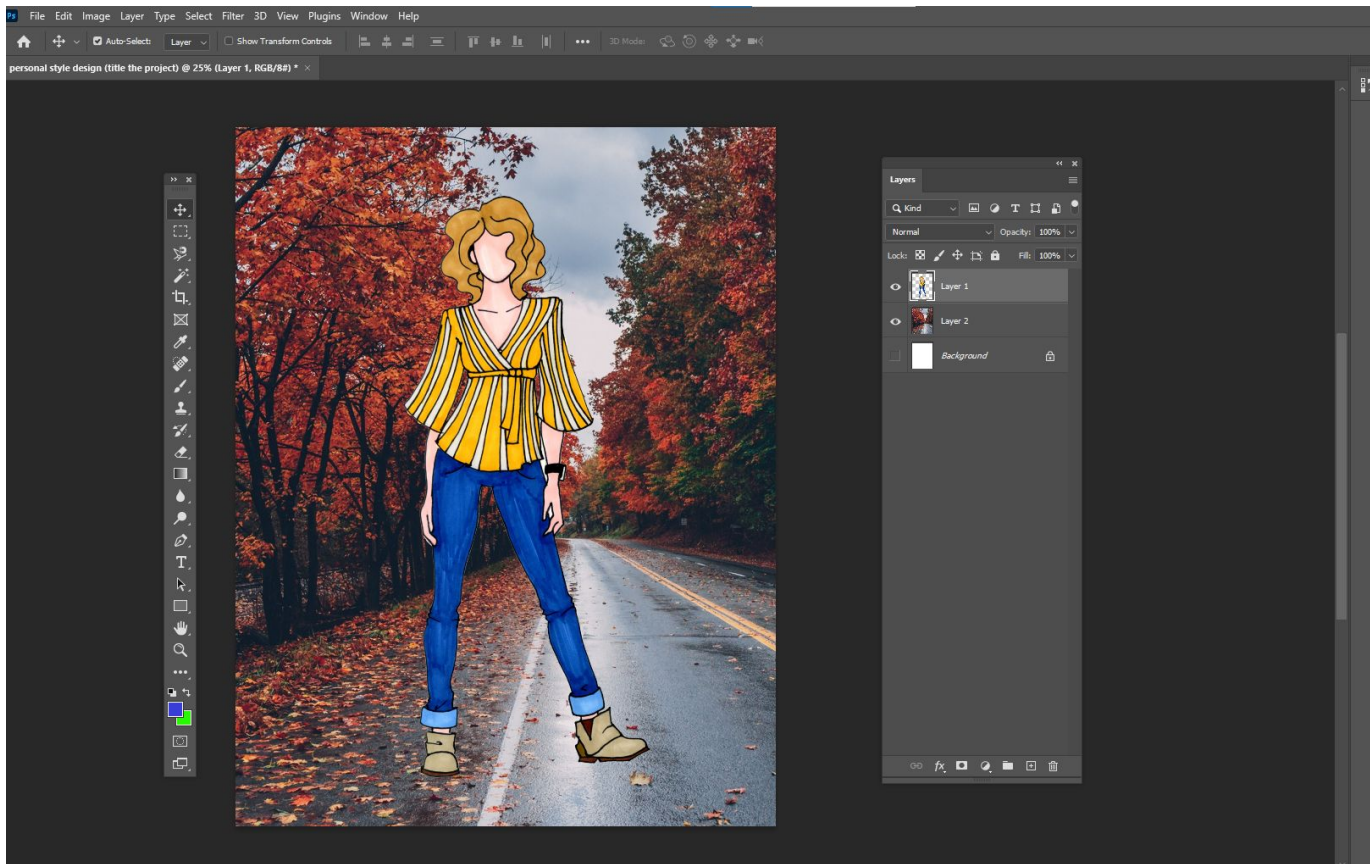 Ps File Edit Image Layer Type Select Filter 3D View Plugins Window Help
Auto-Select: Layer Show Transform Controls 3D Mode:
personal style design (title the project) @ 25% (Layer 1, RGB/8#) * ×
Layers
Kind
Normal Opacity: 100%
Lock: Fill: 100%
Layer 1
Layer 2
Background
fx